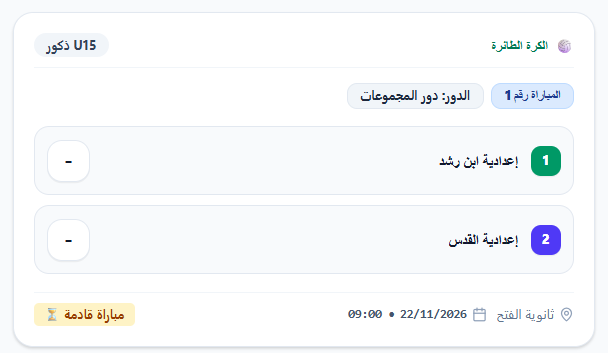 الكرة الطائرة U15 ذكور
المباراة رقم 1 الدور: دور المجموعات
1 إعدادية ابن رشد -
2 إعدادية القدس -
ثانوية الفتح 22/11/2026 • 09:00 مباراة قادمة ⏳